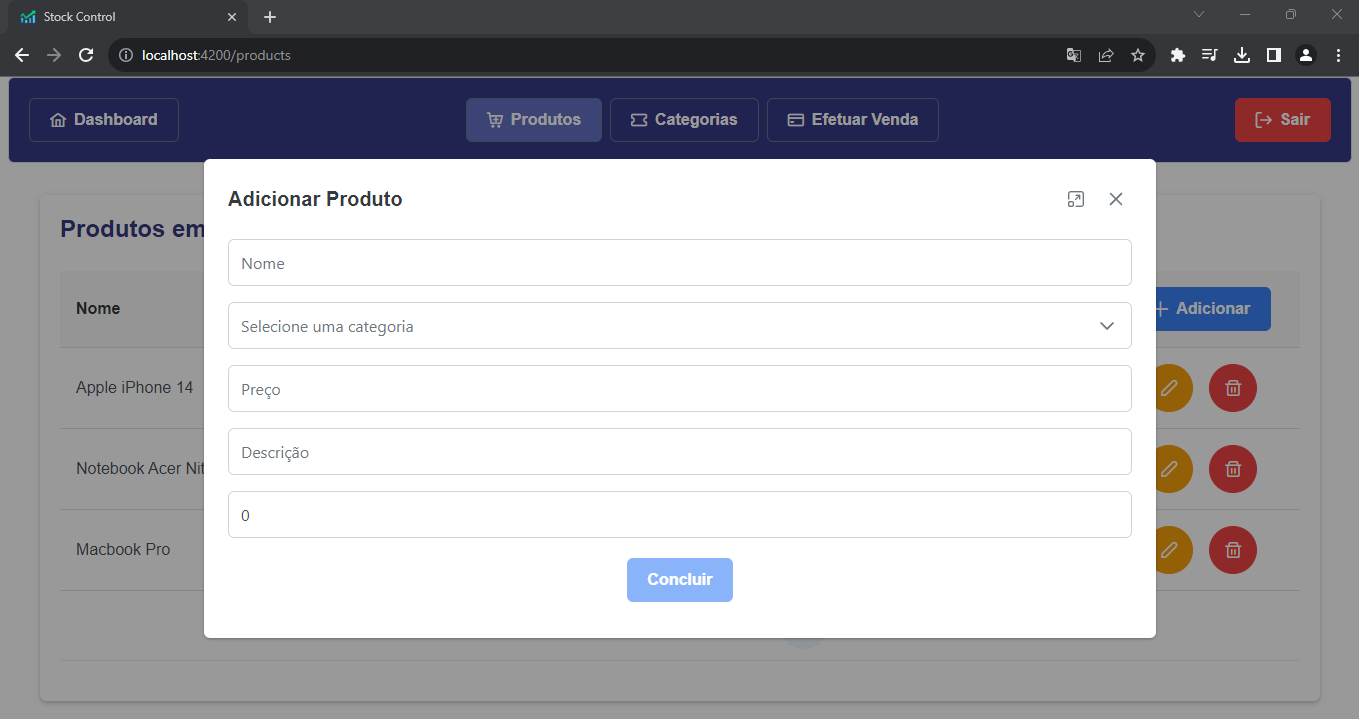 Stock Control
localhost:4200/products
Dashboard
Produtos
Categorias
Efetuar Venda
Sair
Adicionar Produto
Produtos em
Nome
Nome
Adicionar
Selecione uma categoria
Apple iPhone 14
Preço
Descrição
Notebook Acer Nit
0
Macbook Pro
Concluir